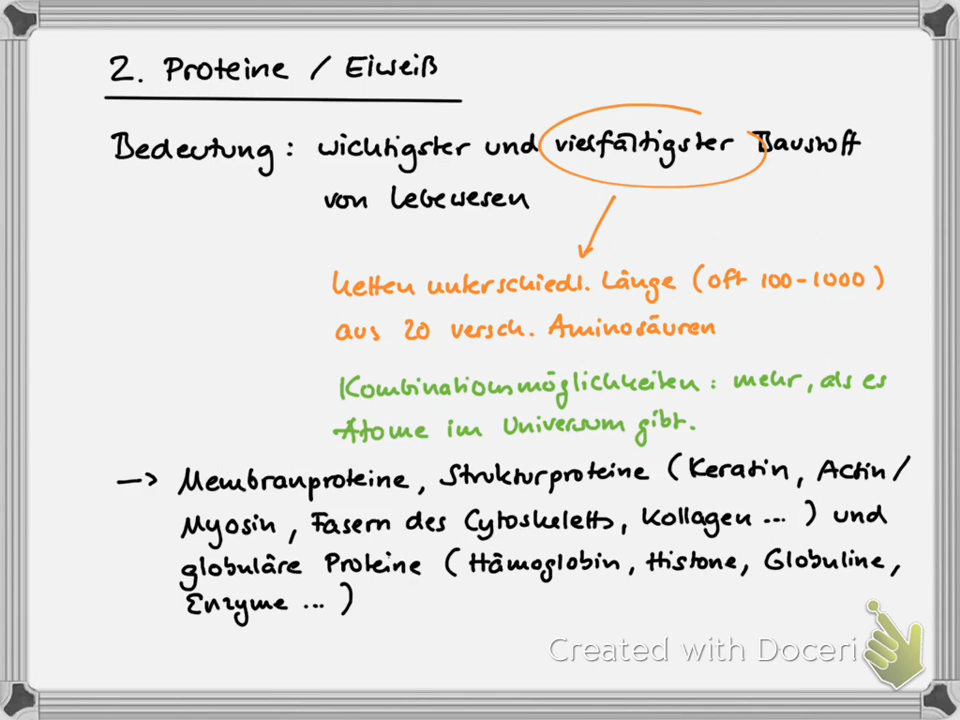 2. Proteine / Eiweiß
Bedeutung: wichtigster und vielfältigster Baustoff
von Lebewesen
Ketten unterschiedl. Länge (oft 100-1000)
aus 20 versch. Aminosäuren
Kombinationsmöglichkeiten: mehr, als es
Atome im Universum gibt.
→ Membranproteine, Strukturproteine (Keratin, Actin/
Myosin, Fasern des Cytoskeletts, Kollagen ... ) und
globuläre Proteine (Hämoglobin, Histone, Globuline,
Enzyme ... )
Created with Doceri